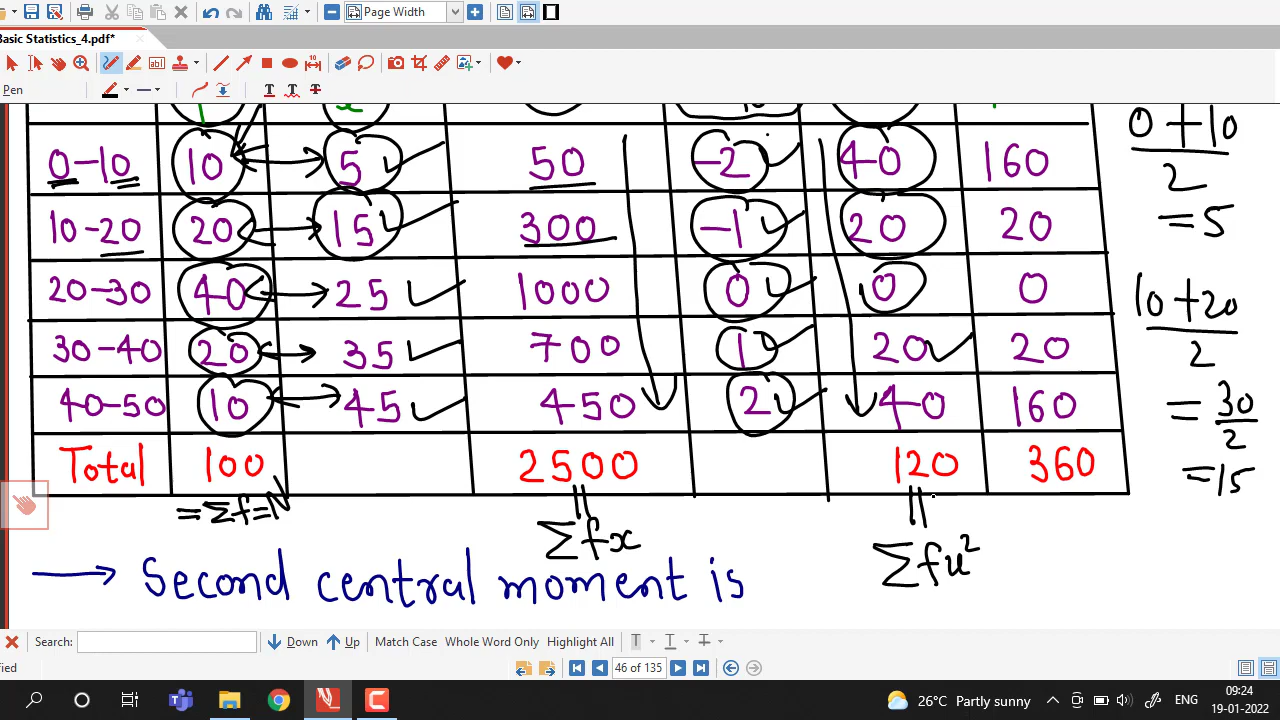 Page Width
Basic Statistics_4.pdf*
Pen
0-10 10 5 50 -2 40 160
10-20 20 15 300 -1 20 20
20-30 40 25 1000 0 0 0
30-40 20 35 700 1 20 20
40-50 10 45 450 2 40 160
Total 100 2500 120 360
= Σf = N
Σfx
Σfu²
0+10
2
= 5
10+20
2
= 30
2
= 15
→ Second central moment is
Search: Down Up Match Case Whole Word Only Highlight All T T T
46 of 135
26°C Partly sunny ENG 09:24
19-01-2022